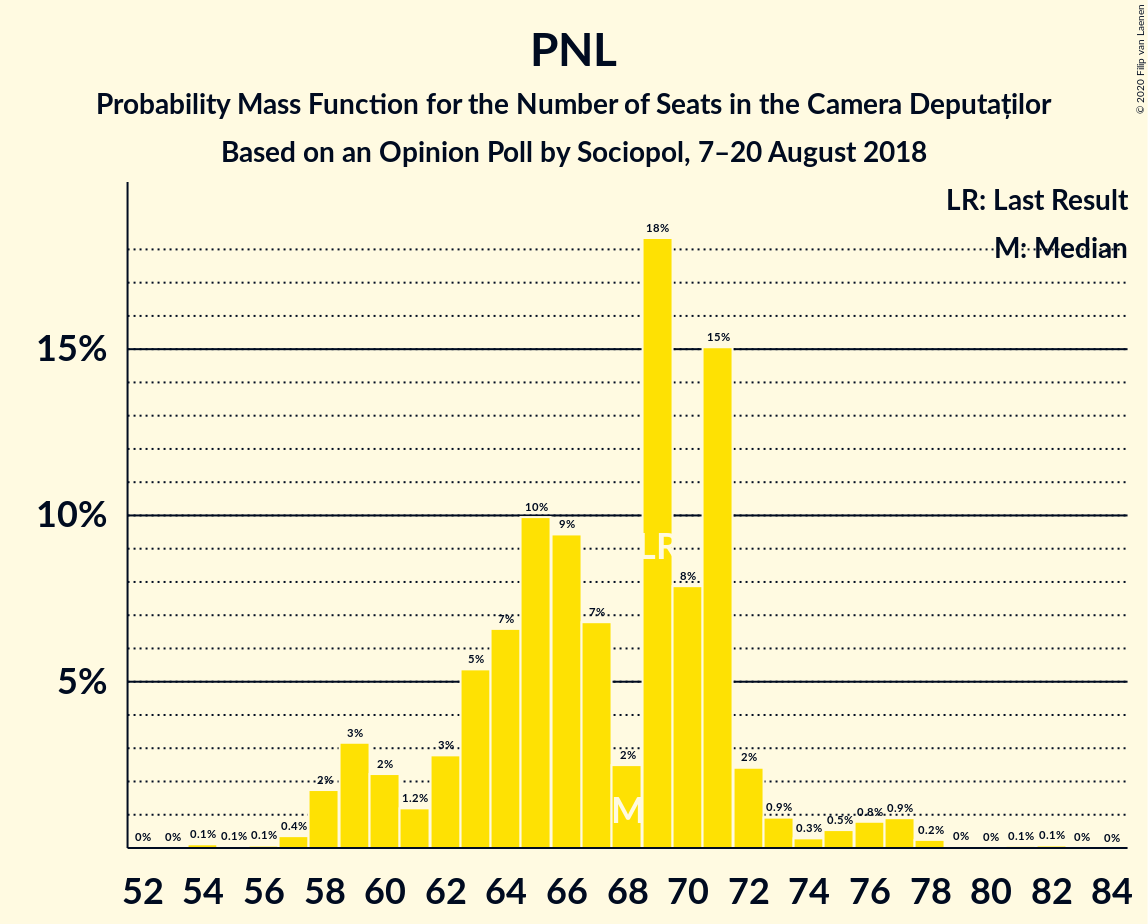 PNL
Probability Mass Function for the Number of Seats in the Camera Deputaților
Based on an Opinion Poll by Sociopol, 7–20 August 2018
© 2020 Filip van Laenen
LR: Last Result
M: Median
15%
10%
5%
0% 0% 0.1% 0.1% 0.1% 0.4% 2% 3% 2% 1.2% 3% 5% 7% 10% 9% 7% 2% 18% 8% 15% 2% 0.9% 0.3% 0.5% 0.8% 0.9% 0.2% 0% 0% 0.1% 0.1% 0% 0%
LR
M
52 54 56 58 60 62 64 66 68 70 72 74 76 78 80 82 84